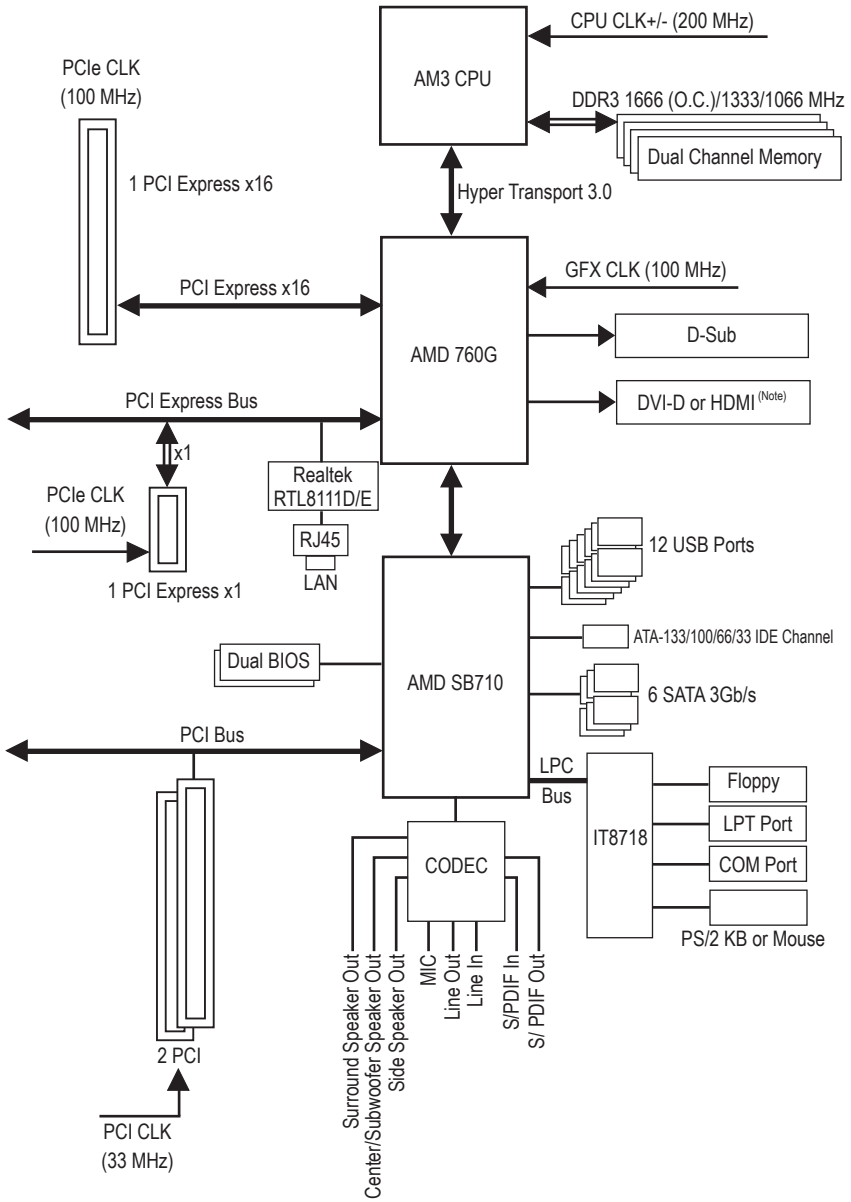 CPU CLK+/- (200 MHz)
AM3 CPU
PCIe CLK
(100 MHz)
DDR3 1666 (O.C.)/1333/1066 MHz
Dual Channel Memory
1 PCI Express x16
Hyper Transport 3.0
GFX CLK (100 MHz)
PCI Express x16
D-Sub
AMD 760G
DVI-D or HDMI (Note)
PCI Express Bus
x1
Realtek
RTL8111D/E
PCIe CLK
(100 MHz)
RJ45
LAN
1 PCI Express x1
12 USB Ports
ATA-133/100/66/33 IDE Channel
Dual BIOS
AMD SB710
6 SATA 3Gb/s
PCI Bus
LPC
Bus
IT8718
Floppy
LPT Port
COM Port
PS/2 KB or Mouse
CODEC
Surround Speaker Out
Center/Subwoofer Speaker Out
Side Speaker Out
MIC
Line Out
Line In
S/PDIF In
S/ PDIF Out
2 PCI
PCI CLK
(33 MHz)